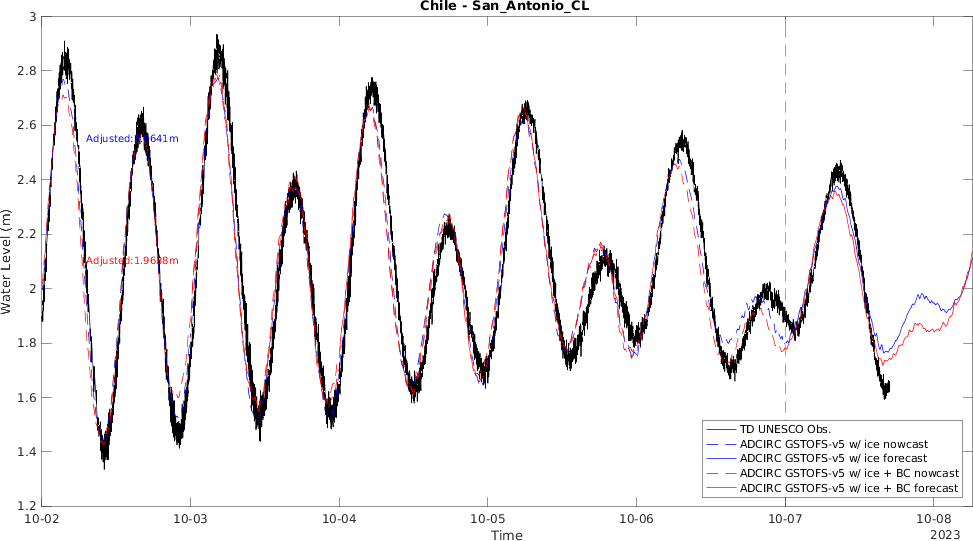 Chile - San_Antonio_CL
3
2.8
2.6
2.4
2.2
2
1.8
1.6
1.4
1.2
Water Level (m)
Adjusted:
641m
Adjusted:1.96
8m
TD UNESCO Obs.
ADCIRC GSTOFS-v5 w/ ice nowcast
ADCIRC GSTOFS-v5 w/ ice forecast
ADCIRC GSTOFS-v5 w/ ice + BC nowcast
ADCIRC GSTOFS-v5 w/ ice + BC forecast
10-02
10-03
10-04
10-05
10-06
10-07
10-08
Time
2023